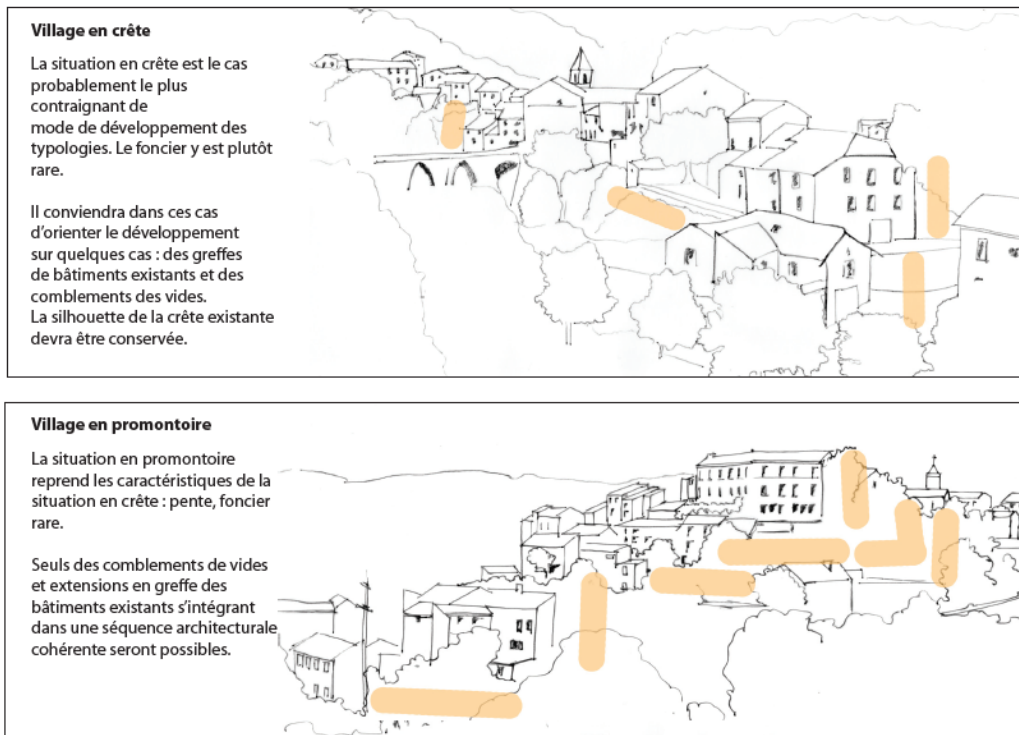 Village en crête
La situation en crête est le cas
probablement le plus
contraignant de
mode de développement des
typologies. Le foncier y est plutôt
rare.
Il conviendra dans ces cas
d'orienter le développement
sur quelques cas : des greffes
de bâtiments existants et des
comblements des vides.
La silhouette de la crête existante
devra être conservée.
Village en promontoire
La situation en promontoire
reprend les caractéristiques de la
situation en crête : pente, foncier
rare.
Seuls des comblements de vides
et extensions en greffe des
bâtiments existants s'intégrant
dans une séquence architecturale
cohérente seront possibles.